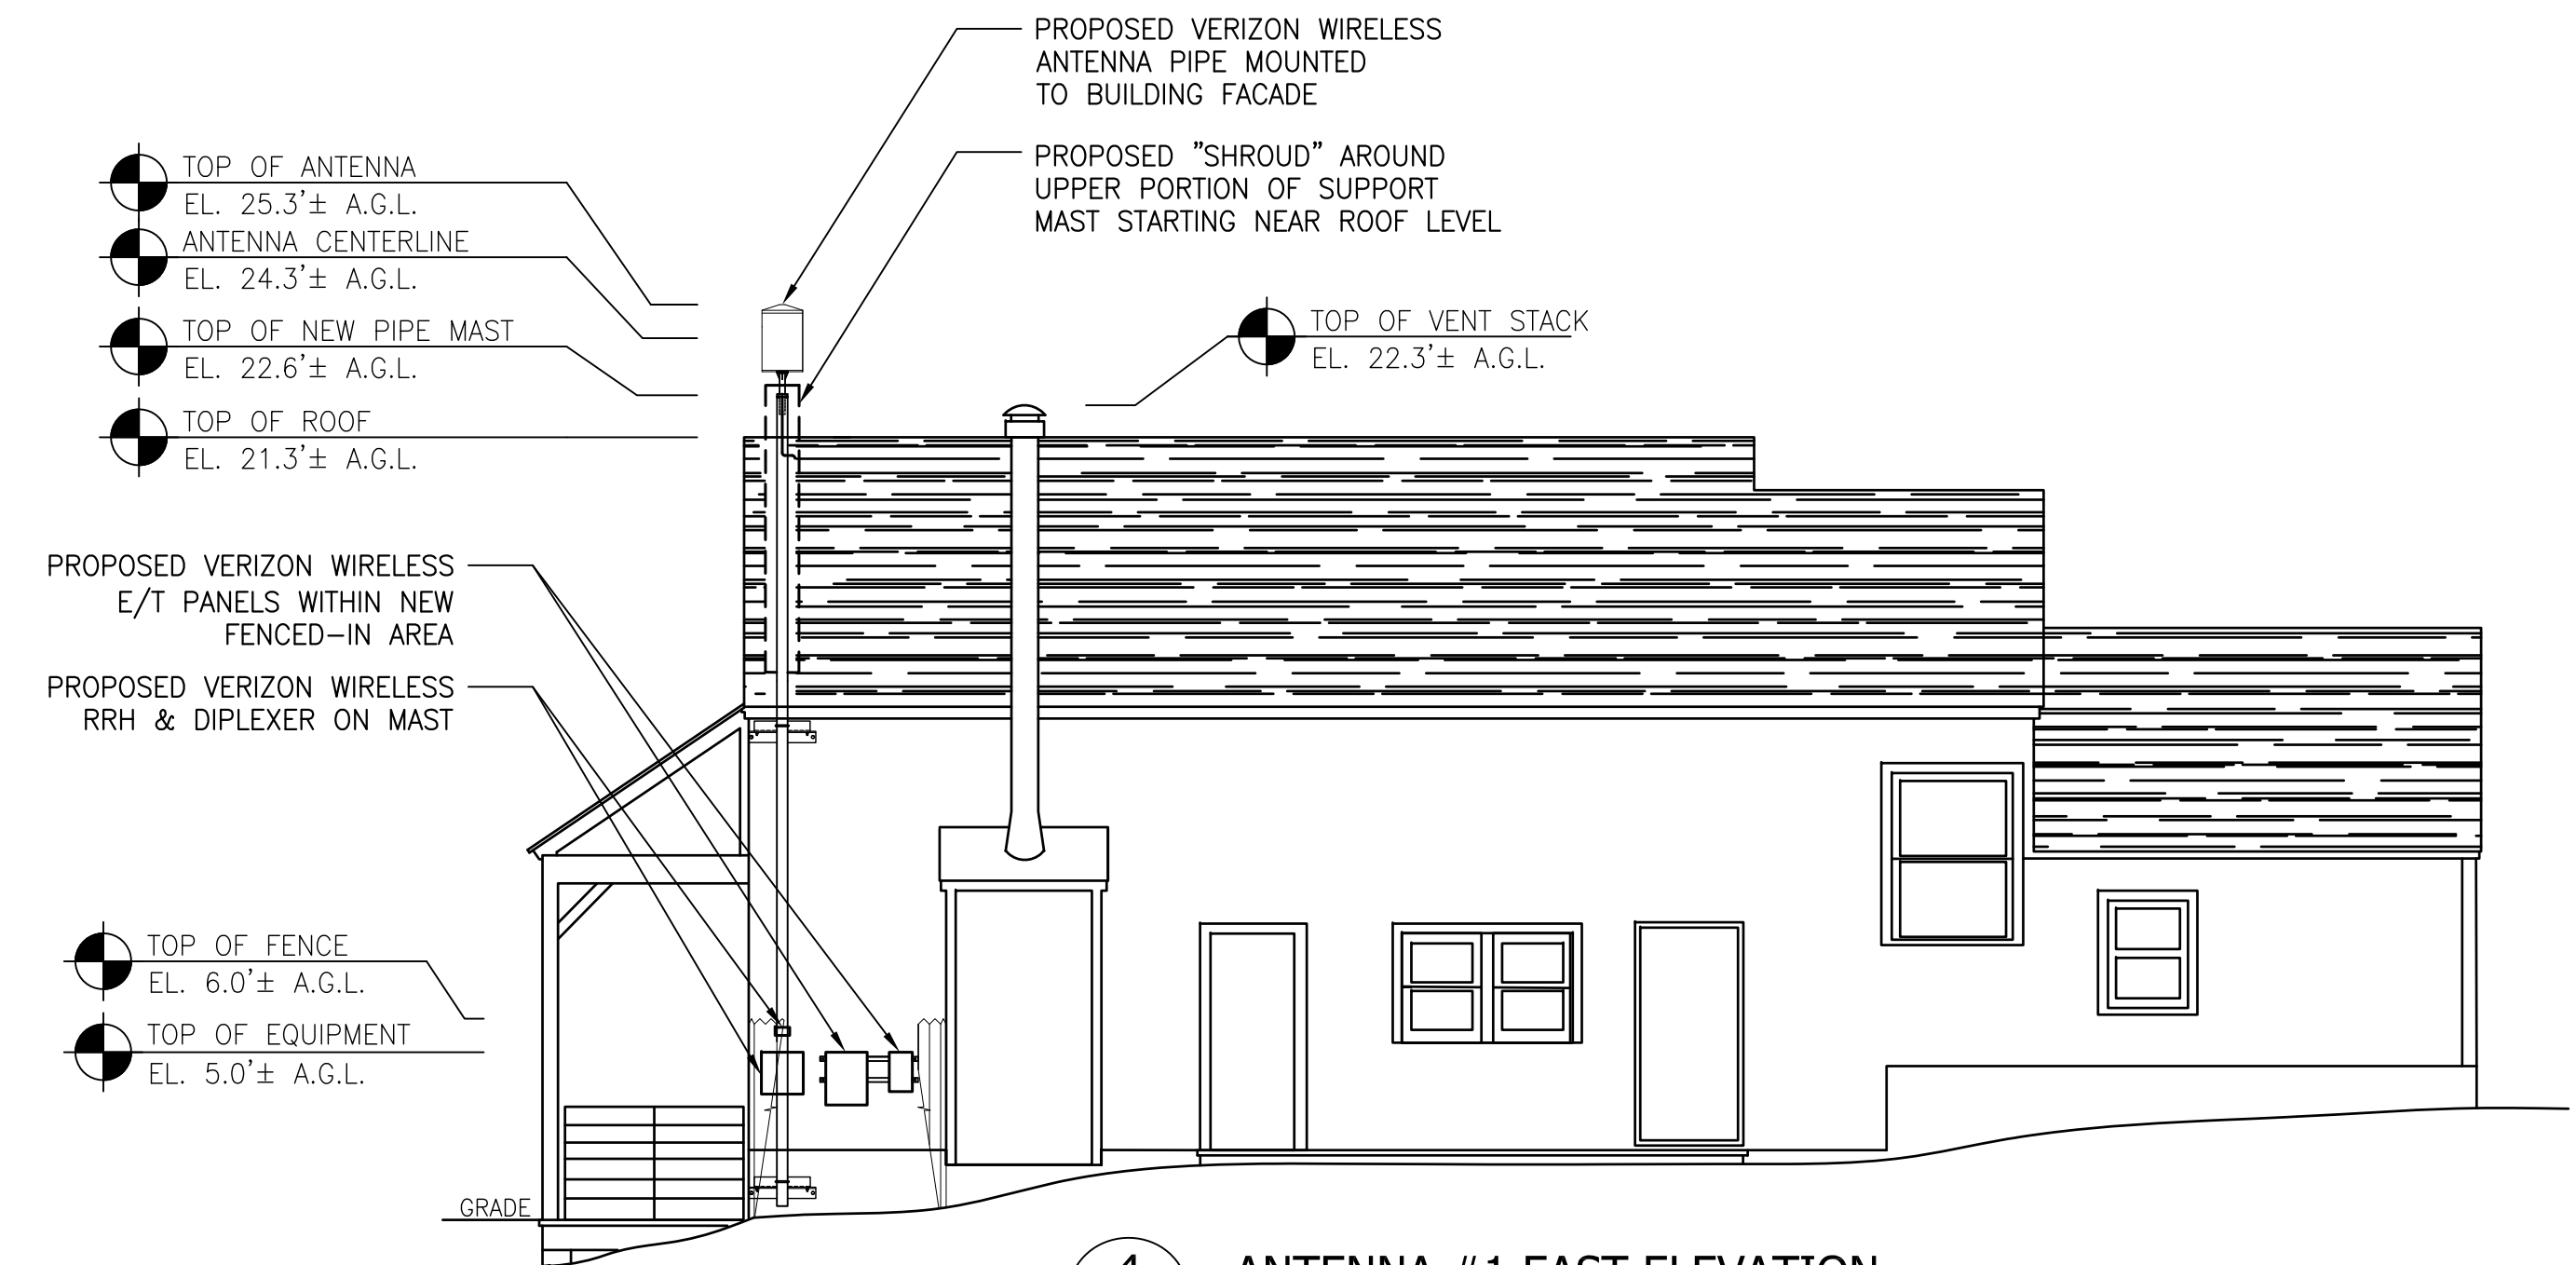 PROPOSED VERIZON WIRELESS
ANTENNA PIPE MOUNTED
TO BUILDING FACADE
PROPOSED "SHROUD" AROUND
UPPER PORTION OF SUPPORT
MAST STARTING NEAR ROOF LEVEL
TOP OF ANTENNA
EL. 25.3'± A.G.L.
ANTENNA CENTERLINE
EL. 24.3'± A.G.L.
TOP OF NEW PIPE MAST
EL. 22.6'± A.G.L.
TOP OF ROOF
EL. 21.3'± A.G.L.
TOP OF VENT STACK
EL. 22.3'± A.G.L.
PROPOSED VERIZON WIRELESS
E/T PANELS WITHIN NEW
FENCED-IN AREA
PROPOSED VERIZON WIRELESS
RRH & DIPLEXER ON MAST
TOP OF FENCE
EL. 6.0'± A.G.L.
TOP OF EQUIPMENT
EL. 5.0'± A.G.L.
GRADE
ANTENNA #1 EAST ELEVATION